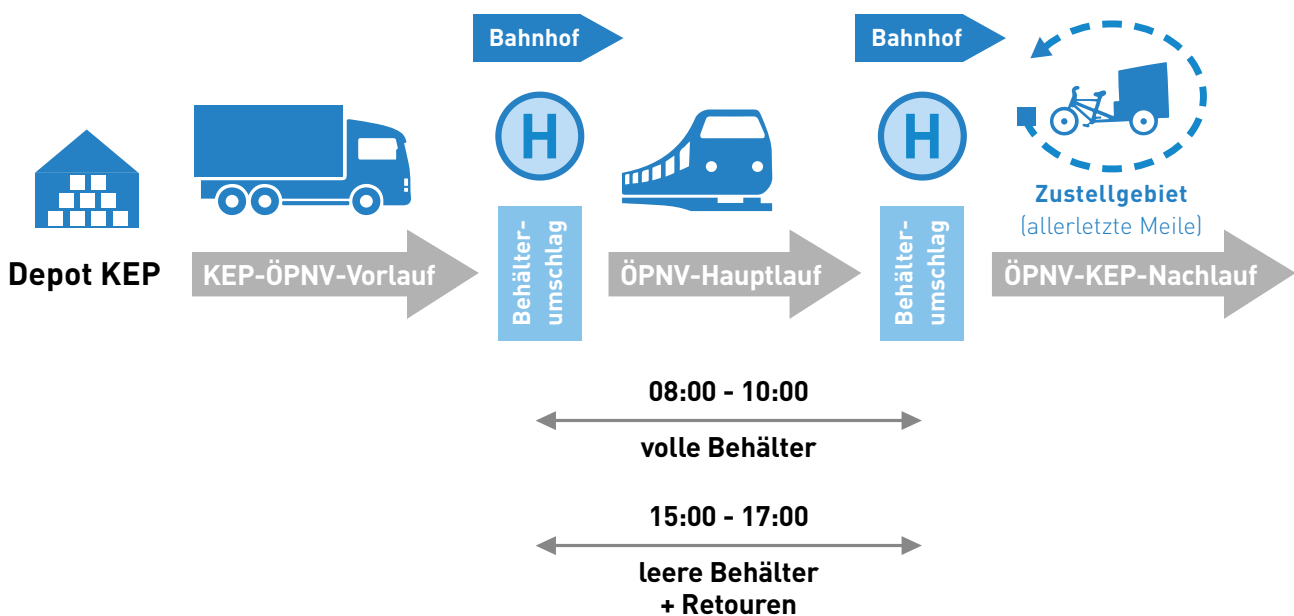 Bahnhof
Bahnhof
H
H
Zustellgebiet
(allerletzte Meile)
Depot KEP
KEP-ÖPNV-Vorlauf
Behälter-
umschlag
ÖPNV-Hauptlauf
Behälter-
umschlag
ÖPNV-KEP-Nachlauf
08:00 - 10:00
volle Behälter
15:00 - 17:00
leere Behälter
+ Retouren